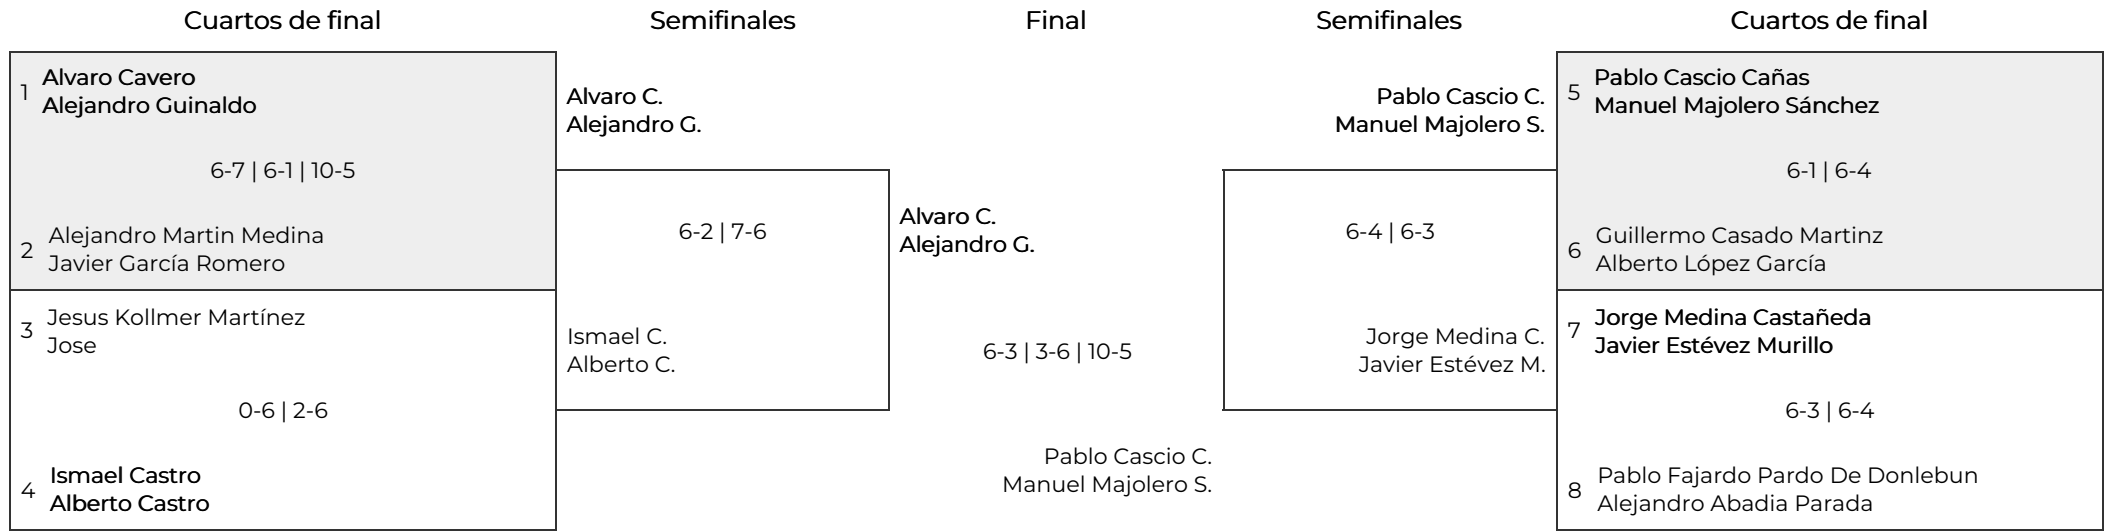 Cuartos de final
Semifinales
Final
Semifinales
Cuartos de final
1
Alvaro Cavero
Alejandro Guinaldo
6-7 | 6-1 | 10-5
2
Alejandro Martin Medina
Javier García Romero
3
Jesus Kollmer Martínez
Jose
0-6 | 2-6
4
Ismael Castro
Alberto Castro
Alvaro C.
Alejandro G.
6-2 | 7-6
Ismael C.
Alberto C.
Alvaro C.
Alejandro G.
6-3 | 3-6 | 10-5
Pablo Cascio C.
Manuel Majolero S.
Pablo Cascio C.
Manuel Majolero S.
6-4 | 6-3
Jorge Medina C.
Javier Estévez M.
5
Pablo Cascio Cañas
Manuel Majolero Sánchez
6-1 | 6-4
6
Guillermo Casado Martinz
Alberto López García
7
Jorge Medina Castañeda
Javier Estévez Murillo
6-3 | 6-4
8
Pablo Fajardo Pardo De Donlebun
Alejandro Abadia Parada